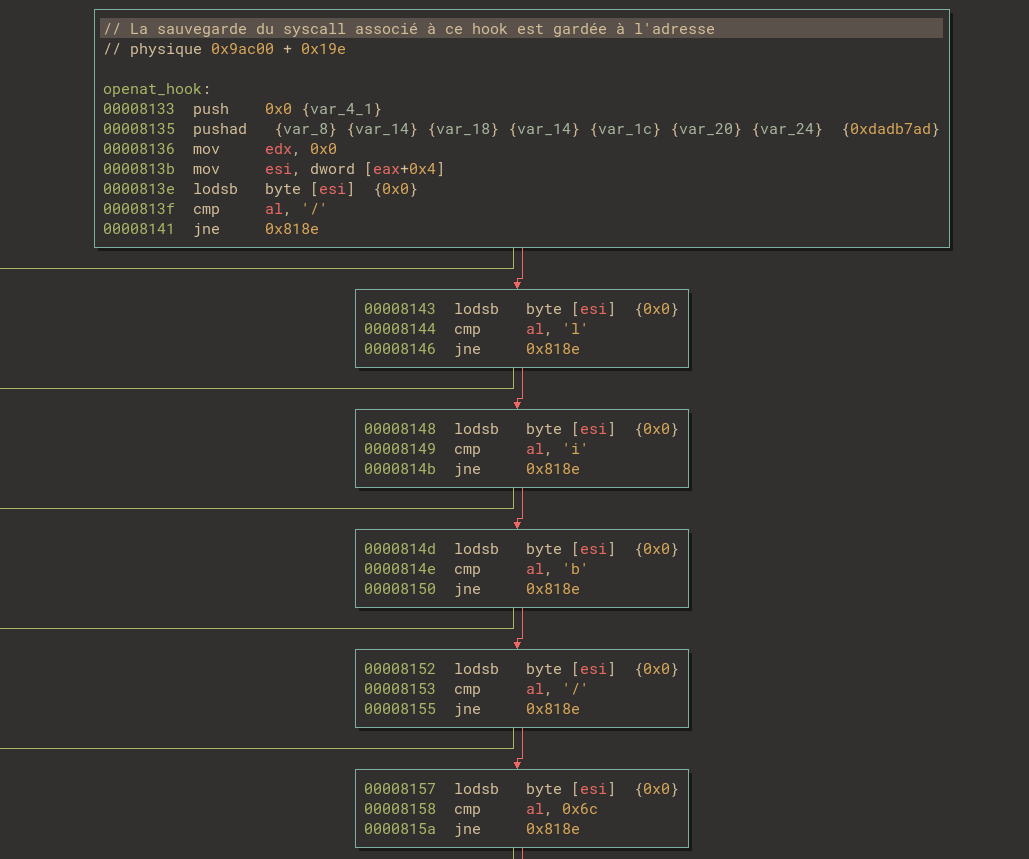 // La sauvegarde du syscall associé à ce hook est gardée à l'adresse
// physique 0x9ac00 + 0x19e
openat_hook:
00008133 push 0x0 {var_4_1}
00008135 pushad {var_8} {var_14} {var_18} {var_14} {var_1c} {var_20} {var_24} {0xdadb7ad}
00008136 mov edx, 0x0
0000813b mov esi, dword [eax+0x4]
0000813e lodsb byte [esi] {0x0}
0000813f cmp al, '/'
00008141 jne 0x818e
00008143 lodsb byte [esi] {0x0}
00008144 cmp al, 'l'
00008146 jne 0x818e
00008148 lodsb byte [esi] {0x0}
00008149 cmp al, 'i'
0000814b jne 0x818e
0000814d lodsb byte [esi] {0x0}
0000814e cmp al, 'b'
00008150 jne 0x818e
00008152 lodsb byte [esi] {0x0}
00008153 cmp al, '/'
00008155 jne 0x818e
00008157 lodsb byte [esi] {0x0}
00008158 cmp al, 0x6c
0000815a jne 0x818e